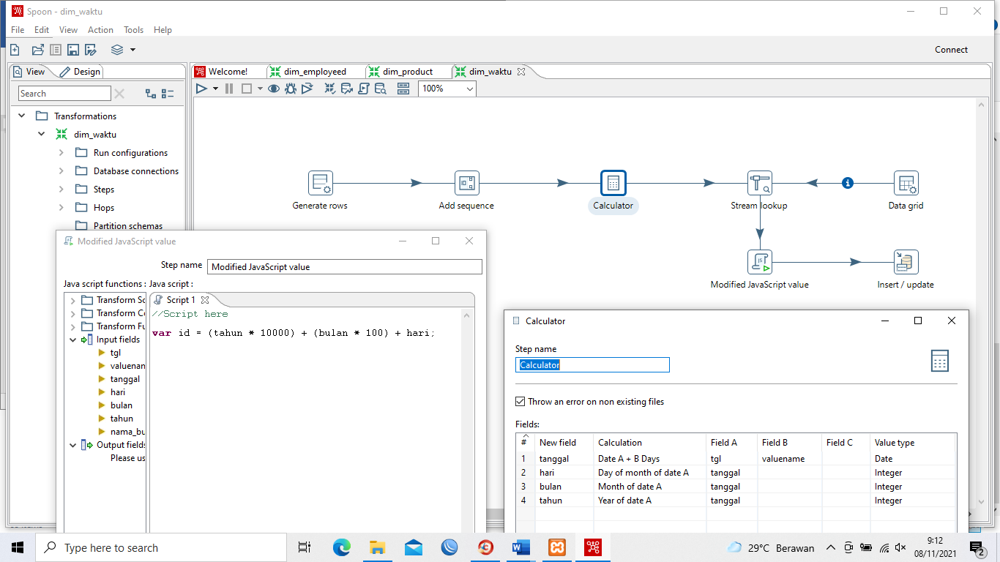 Spoon - dim_waktu
File Edit View Action Tools Help
Connect
View Design
Welcome! dim_employeed dim_product dim_waktu
Search
100%
Transformations
dim_waktu
Run configurations
Database connections
Steps
Hops
Partition schemas
Generate rows Add sequence Calculator Stream lookup Data grid
Modified JavaScript value Insert / update
Modified JavaScript value
Step name Modified JavaScript value
Java script functions : Java script :
Transform Sc
Transform Co
Transform Fu
Input fields
tgl
valuenan
tanggal
hari
bulan
tahun
nama_bu
Output fields
Please us
Script 1
//Script here
var id = (tahun * 10000) + (bulan * 100) + hari;
Calculator
Step name
Calculator
Throw an error on non existing files
Fields:
# New field Calculation Field A Field B Field C Value type
1 tanggal Date A + B Days tgl valuename Date
2 hari Day of month of date A tanggal Integer
3 bulan Month of date A tanggal Integer
4 tahun Year of date A tanggal Integer
Type here to search
29°C Berawan
9:12
08/11/2021
2